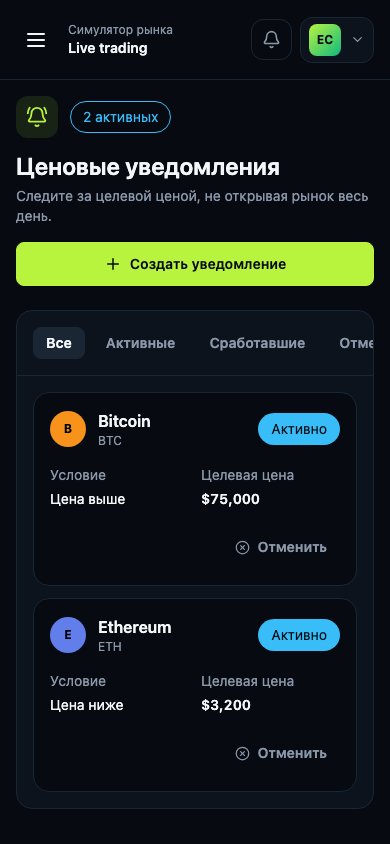 Симулятор рынка
Live trading
EC
2 активных
Ценовые уведомления
Следите за целевой ценой, не открывая рынок весь
день.
Создать уведомление
Все Активные Сработавшие Отме
B Bitcoin Активно
BTC
Условие Целевая цена
Цена выше $75,000
Отменить
E Ethereum Активно
ETH
Условие Целевая цена
Цена ниже $3,200
Отменить